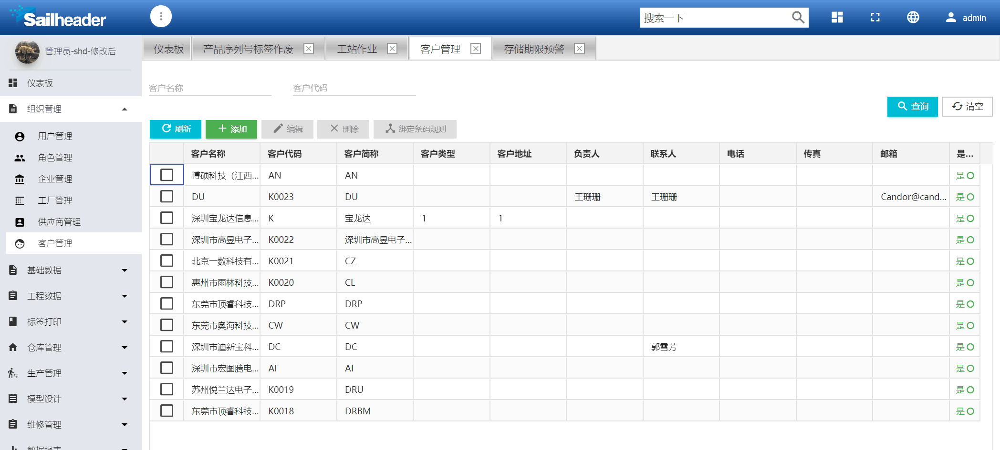 Sailheader
搜索一下
admin
管理员-shd-修改后
仪表板
产品序列号标签作废
工站作业
客户管理
存储期限预警
仪表板
组织管理
用户管理
角色管理
企业管理
工厂管理
供应商管理
客户管理
基础数据
工程数据
标签打印
仓库管理
生产管理
模型设计
维修管理
数据报表
客户名称
客户代码
查询
清空
刷新
添加
编辑
删除
绑定条码规则
客户名称 客户代码 客户简称 客户类型 客户地址 负责人 联系人 电话 传真 邮箱 是...
博硕科技（江西... AN AN 是
DU K0023 DU 王珊珊 王珊珊 Candor@cand... 是
深圳宝龙达信息... K 宝龙达 1 1 是
深圳市高昱电子... K0022 深圳市高昱电子... 是
北京一数科技有... K0021 CZ 是
惠州市雨林科技... K0020 CL 是
东莞市顶睿科技... DRP DRP 是
东莞市奥海科技... CW CW 是
深圳市迪新宝科... DC DC 郭雪芳 是
深圳市宏图腾电... AI AI 是
苏州悦兰达电子... K0019 DRU 是
东莞市顶睿科技... K0018 DRBM 是